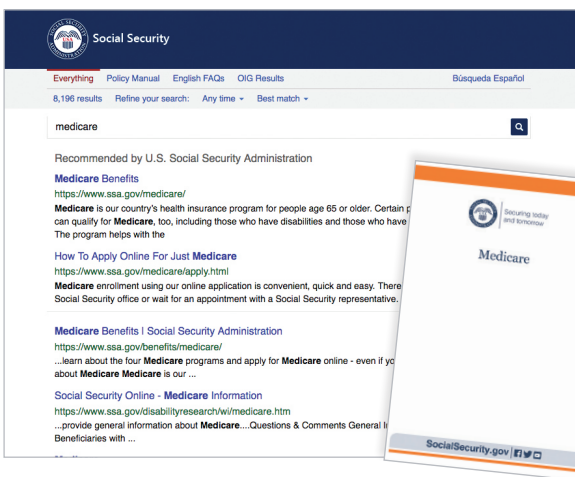 Social Security
Everything Policy Manual English FAQs OIG Results Búsqueda Español
8,196 results Refine your search: Any time Best match
medicare
Recommended by U.S. Social Security Administration
Medicare Benefits
https://www.ssa.gov/medicare/
Medicare is our country's health insurance program for people age 65 or older. Certain
can qualify for Medicare, too, including those who have disabilities and those who have
The program helps with the
How To Apply Online For Just Medicare
https://www.ssa.gov/medicare/apply.html
Medicare enrollment using our online application is convenient, quick and easy. There
Social Security office or wait for an appointment with a Social Security representative.
Medicare Benefits | Social Security Administration
https://www.ssa.gov/benefits/medicare/
...learn about the four Medicare programs and apply for Medicare online - even if
about Medicare Medicare is our ...
Social Security Online - Medicare Information
https://www.ssa.gov/disabilityresearch/wi/medicare.htm
...provide general information about Medicare....Questions & Comments General
Beneficiaries with ...
Securing today
and tomorrow
Medicare
SocialSecurity.gov